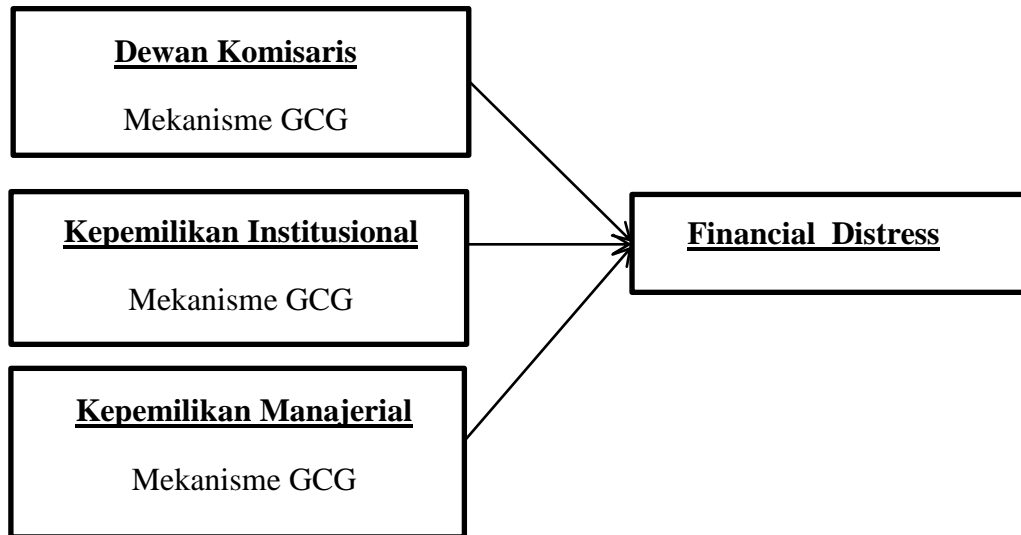 Dewan Komisaris
Mekanisme GCG
Kepemilikan Institusional
Mekanisme GCG
Kepemilikan Manajerial
Mekanisme GCG
Financial Distress